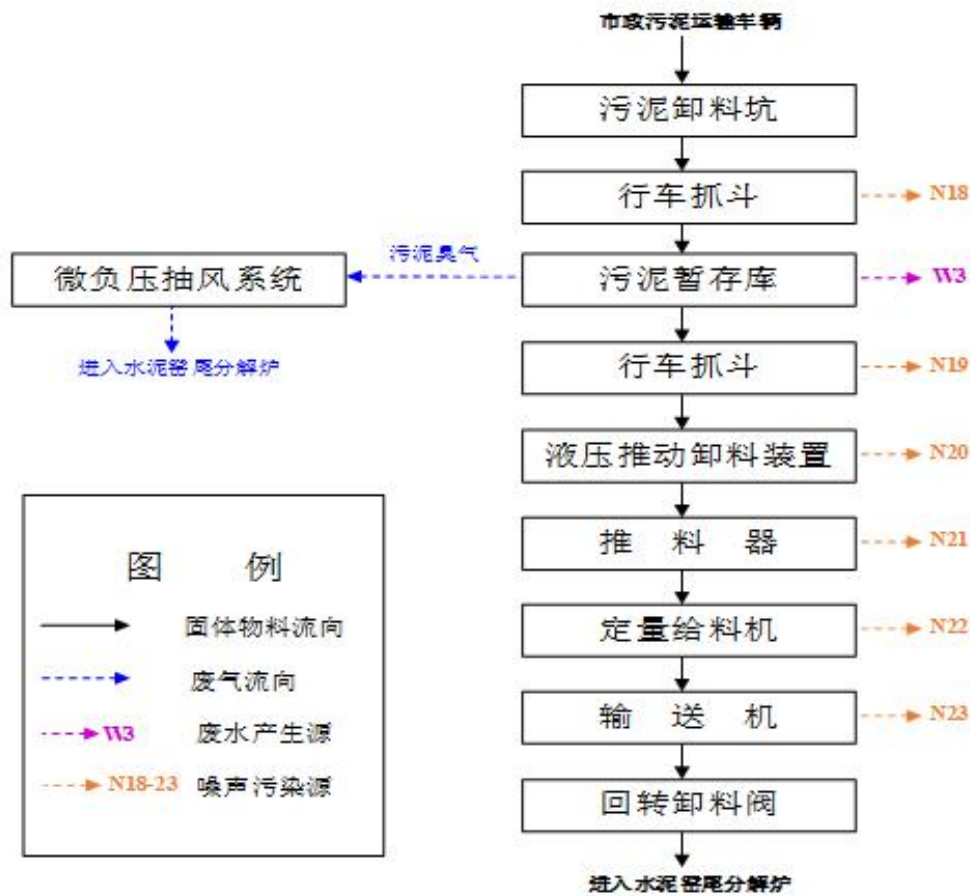 市政污泥运输车辆
污泥卸料坑
行车抓斗
N18
污泥臭气
微负压抽风系统
污泥暂存库
W3
进入水泥窑尾分解炉
行车抓斗
N19
液压推动卸料装置
N20
推 料 器
N21
定量给料机
N22
输 送 机
N23
回转卸料阀
进入水泥窑尾分解炉
图 例
固体物料流向
废气流向
W3 废水产生源
N18-23 噪声污染源